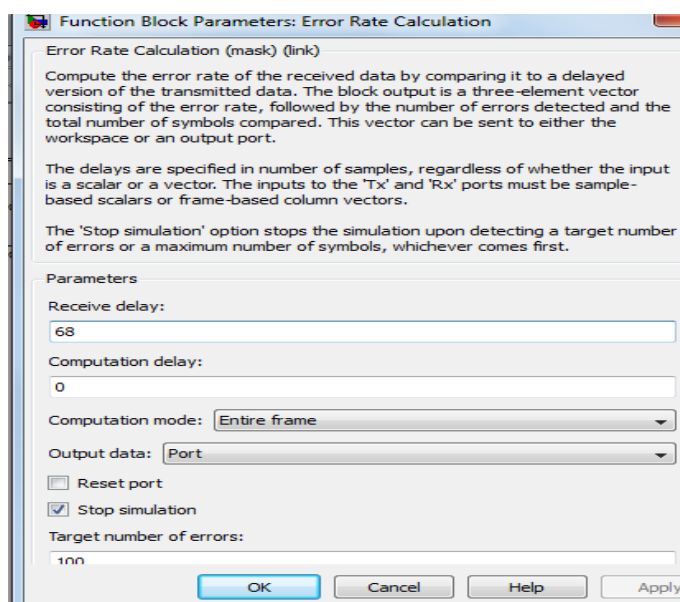 Function Block Parameters: Error Rate Calculation
Error Rate Calculation (mask) (link)
Compute the error rate of the received data by comparing it to a delayed
version of the transmitted data. The block output is a three-element vector
consisting of the error rate, followed by the number of errors detected and the
total number of symbols compared. This vector can be sent to either the
workspace or an output port.
The delays are specified in number of samples, regardless of whether the input
is a scalar or a vector. The inputs to the 'Tx' and 'Rx' ports must be sample-
based scalars or frame-based column vectors.
The 'Stop simulation' option stops the simulation upon detecting a target number
of errors or a maximum number of symbols, whichever comes first.
Parameters
Receive delay:
68
Computation delay:
0
Computation mode: Entire frame
Output data: Port
Reset port
Stop simulation
Target number of errors:
100
OK Cancel Help Apply